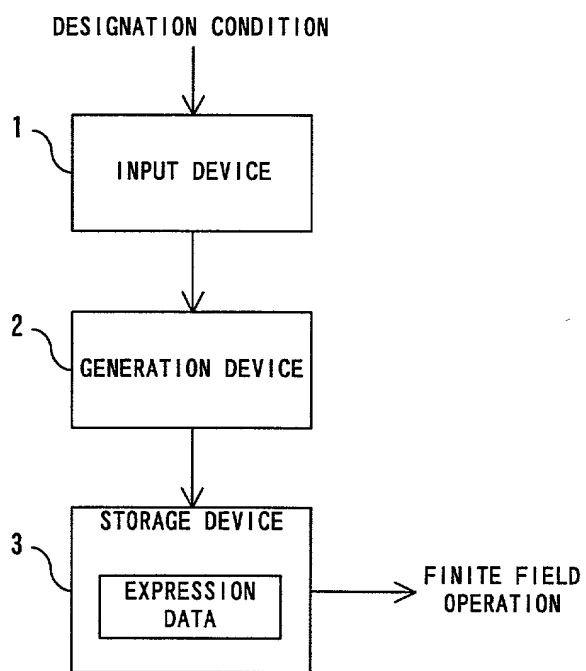 DESIGNATION CONDITION
1
INPUT DEVICE
2
GENERATION DEVICE
3
STORAGE DEVICE
EXPRESSION
DATA
FINITE FIELD
OPERATION